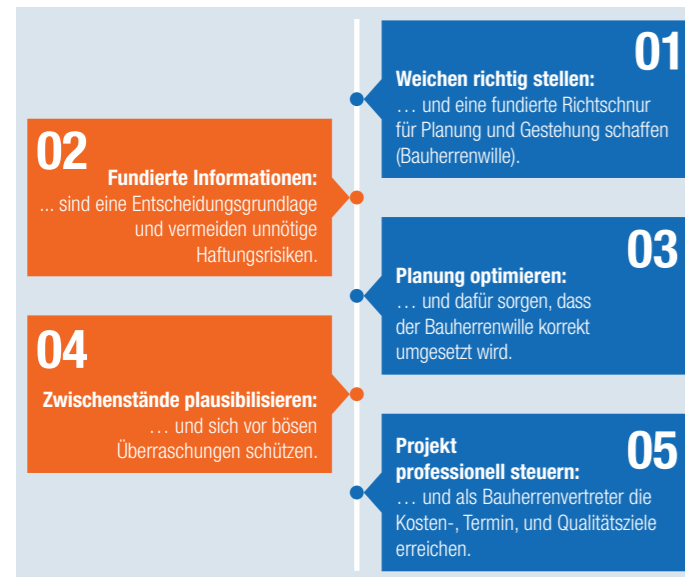 01
Weichen richtig stellen:
… und eine fundierte Richtschnur
für Planung und Gestehung schaffen
(Bauherrenwille).
02
Fundierte Informationen:
... sind eine Entscheidungsgrundlage
und vermeiden unnötige
Haftungsrisiken.
03
Planung optimieren:
… und dafür sorgen, dass
der Bauherrenwille korrekt
umgesetzt wird.
04
Zwischenstände plausibilisieren:
… und sich vor bösen
Überraschungen schützen.
05
Projekt
professionell steuern:
… und als Bauherrenvertreter die
Kosten-, Termin, und Qualitätsziele
erreichen.